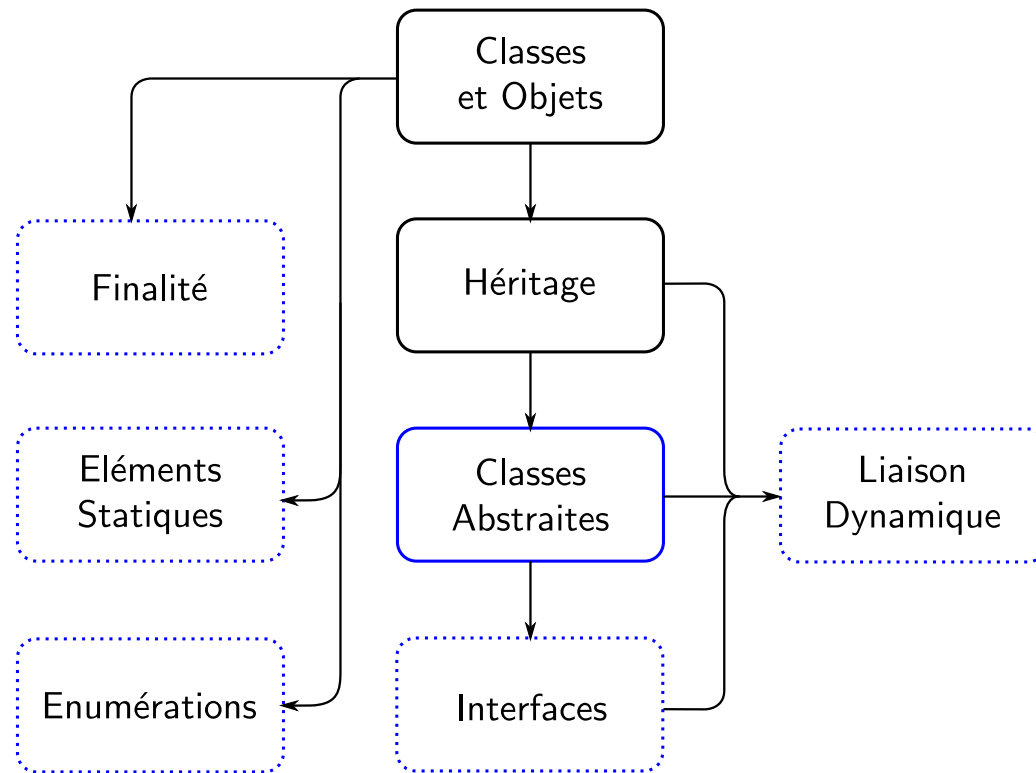 Classes
et Objets
Finalité
Héritage
Eléments
Statiques
Classes
Abstraites
Liaison
Dynamique
Enumérations
Interfaces